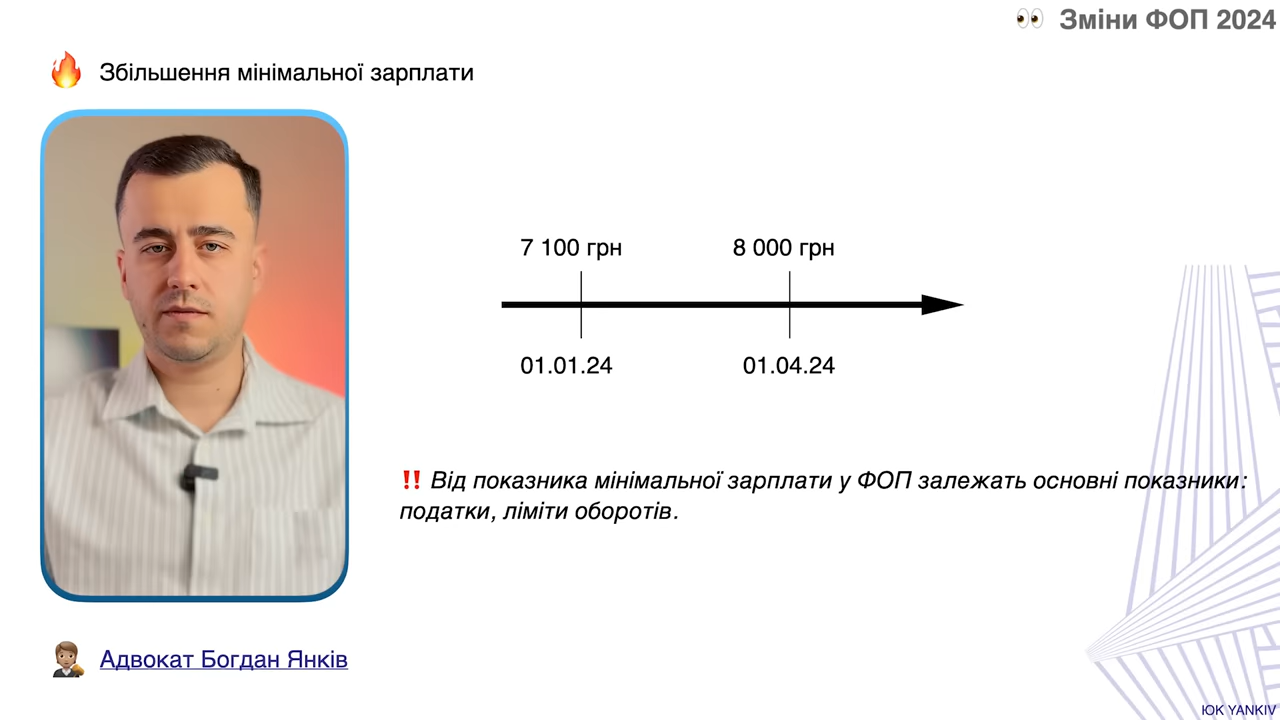 👀 Зміни ФОП 2024
🔥 Збільшення мінімальної зарплати
7 100 грн 8 000 грн
01.01.24 01.04.24
‼️ Від показника мінімальної зарплати у ФОП залежать основні показники:
податки, ліміти оборотів.
Адвокат Богдан Янків
ЮК YANKIV